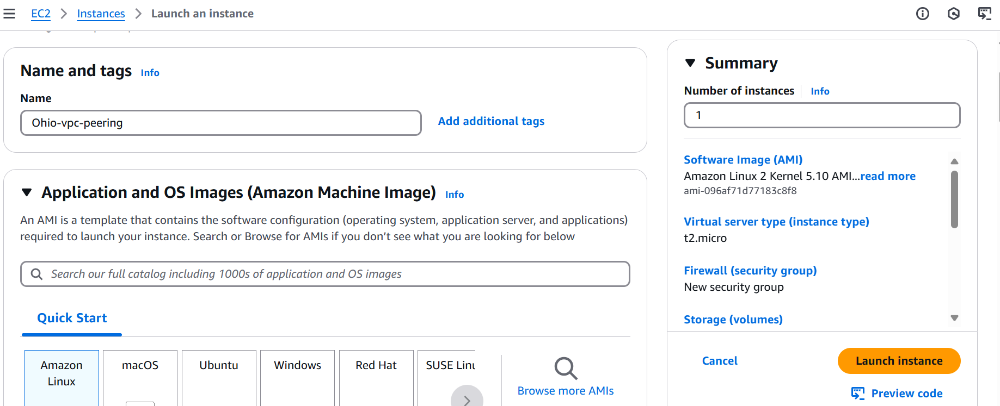 EC2 > Instances > Launch an instance
Name and tags Info
Name
Ohio-vpc-peering
Add additional tags
Application and OS Images (Amazon Machine Image) Info
An AMI is a template that contains the software configuration (operating system, application server, and applications)
required to launch your instance. Search or Browse for AMIs if you don’t see what you are looking for below
Search our full catalog including 1000s of application and OS images
Quick Start
Amazon
Linux
macOS
Ubuntu
Windows
Red Hat
SUSE
Browse more AMIs
Summary
Number of instances Info
1
Software Image (AMI)
Amazon Linux 2 Kernel 5.10 AMI...read more
ami-096af71d77183c8f8
Virtual server type (instance type)
t2.micro
Firewall (security group)
New security group
Storage (volumes)
Cancel
Launch instance
Preview code